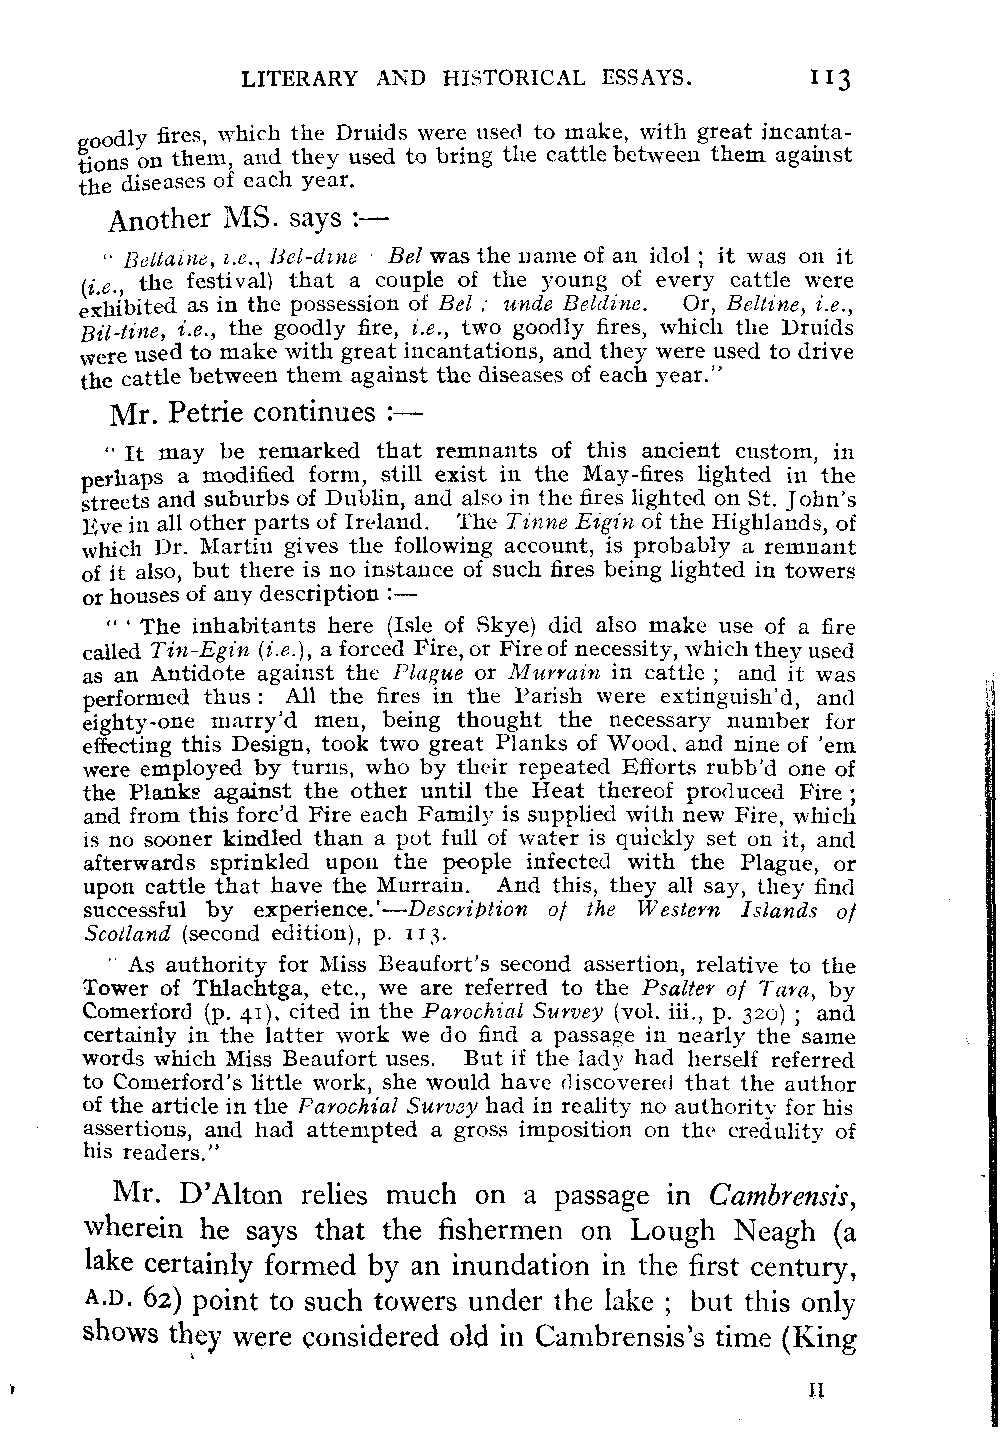 LITERARY AND HISTORICAL ESSAYS. 113
goodly fires, which the Druids were used to make, with great incanta-
tions on them, and they used to bring the cattle between them against
the diseases of each year.
Another MS. says :—
“ Beltaine, i.e., Bel-dine · Bel was the name of an idol ; it was on it
(i.e., the festival) that a couple of the young of every cattle were
exhibited as in the possession of Bel ; unde Beldine. Or, Beltine, i.e.,
Bil-tine, i.e., the goodly fire, i.e., two goodly fires, which the Druids
were used to make with great incantations, and they were used to drive
the cattle between them against the diseases of each year.”
Mr. Petrie continues :—
“ It may be remarked that remnants of this ancient custom, in
perhaps a modified form, still exist in the May-fires lighted in the
streets and suburbs of Dublin, and also in the fires lighted on St. John’s
Eve in all other parts of Ireland. The Tinne Eigin of the Highlands, of
which Dr. Martin gives the following account, is probably a remnant
of it also, but there is no instance of such fires being lighted in towers
or houses of any description :—
“ ‘ The inhabitants here (Isle of Skye) did also make use of a fire
called Tin-Egin (i.e.), a forced Fire, or Fire of necessity, which they used
as an Antidote against the Plague or Murrain in cattle ; and it was
performed thus : All the fires in the Parish were extinguish’d, and
eighty-one marry’d men, being thought the necessary number for
effecting this Design, took two great Planks of Wood, and nine of ’em
were employed by turns, who by their repeated Efforts rubb’d one of
the Planks against the other until the Heat thereof produced Fire ;
and from this forc’d Fire each Family is supplied with new Fire, which
is no sooner kindled than a pot full of water is quickly set on it, and
afterwards sprinkled upon the people infected with the Plague, or
upon cattle that have the Murrain. And this, they all say, they find
successful by experience.’—Description of the Western Islands of
Scotland (second edition), p. 113.
“ As authority for Miss Beaufort’s second assertion, relative to the
Tower of Thlachtga, etc., we are referred to the Psalter of Tara, by
Comerford (p. 41), cited in the Parochial Survey (vol. iii., p. 320) ; and
certainly in the latter work we do find a passage in nearly the same
words which Miss Beaufort uses. But if the lady had herself referred
to Comerford’s little work, she would have discovered that the author
of the article in the Parochial Survey had in reality no authority for his
assertions, and had attempted a gross imposition on the credulity of
his readers.”
Mr. D’Alton relies much on a passage in Cambrensis,
wherein he says that the fishermen on Lough Neagh (a
lake certainly formed by an inundation in the first century,
A.D. 62) point to such towers under the lake ; but this only
shows they were considered old in Cambrensis’s time (King
II